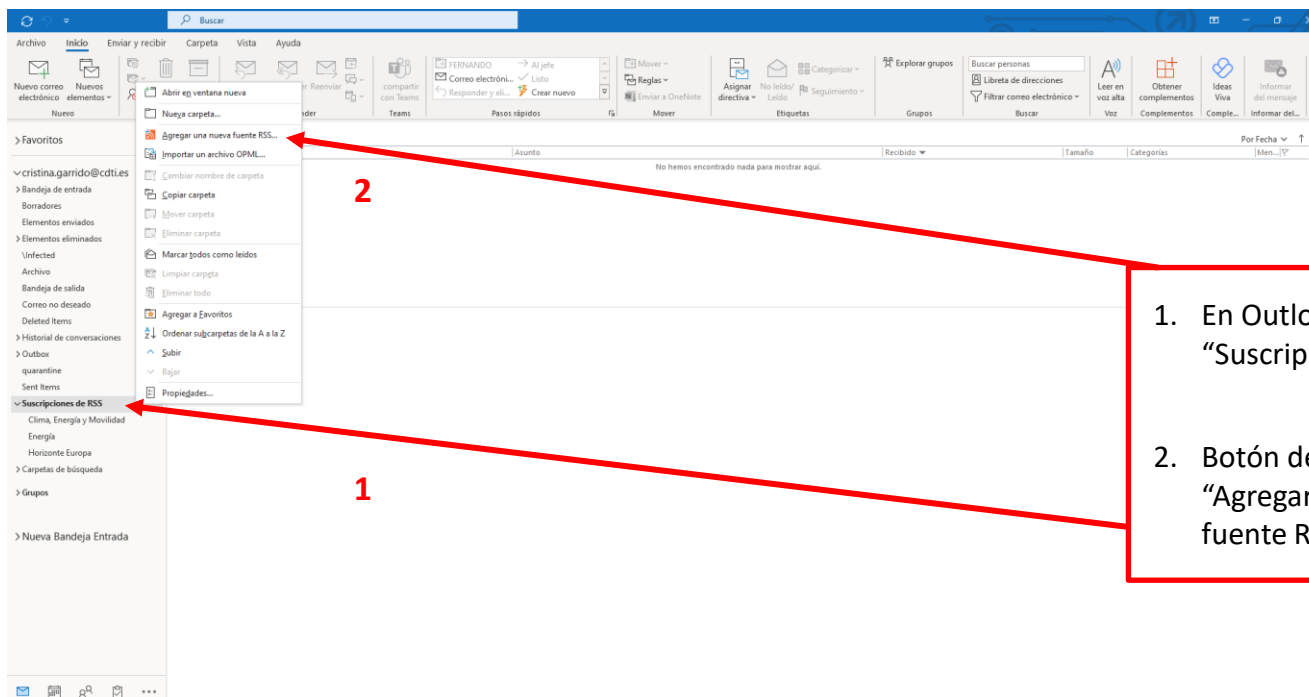 Buscar
Archivo Inicio Enviar y recibir Carpeta Vista Ayuda
Nuevo correo electrónico
Nuevos elementos
Nuevo
Reenviar
compartir con Teams
Teams
FERNANDO
Al jefe
Correo electróni...
Listo
Responder y eli...
Crear nuevo
Pasos rápidos
Mover
Reglas
Enviar a OneNote
Mover
Asignar directiva
No leído/ Leído
Categorizar
Seguimiento
Etiquetas
Explorar grupos
Grupos
Buscar personas
Libreta de direcciones
Filtrar correo electrónico
Buscar
Leer en voz alta
Voz
Obtener complementos
Complementos
Ideas Viva
Comple...
Informar del mensaje
Informar del...
Favoritos
cristina.garrido@cdti.es
Bandeja de entrada
Borradores
Elementos enviados
Elementos eliminados
\Infected
Archivo
Bandeja de salida
Correo no deseado
Deleted Items
Historial de conversaciones
Outbox
quarantine
Sent Items
Suscripciones de RSS
Clima, Energía y Movilidad
Energía
Horizonte Europa
Carpetas de búsqueda
Grupos
Nueva Bandeja Entrada
Abrir en ventana nueva
Nueva carpeta...
Agregar una nueva fuente RSS...
Importar un archivo OPML...
Cambiar nombre de carpeta
Copiar carpeta
Mover carpeta
Eliminar carpeta
Marcar todos como leídos
Limpiar carpeta
Eliminar todo
Agregar a Favoritos
Ordenar subcarpetas de la A a la Z
Subir
Bajar
Propiedades...
Por Fecha
Asunto Recibido Tamaño Categorías Men...
No hemos encontrado nada para mostrar aquí.
2
1
1. En Outlo
"Suscrip
2. Botón de
"Agregar
fuente R